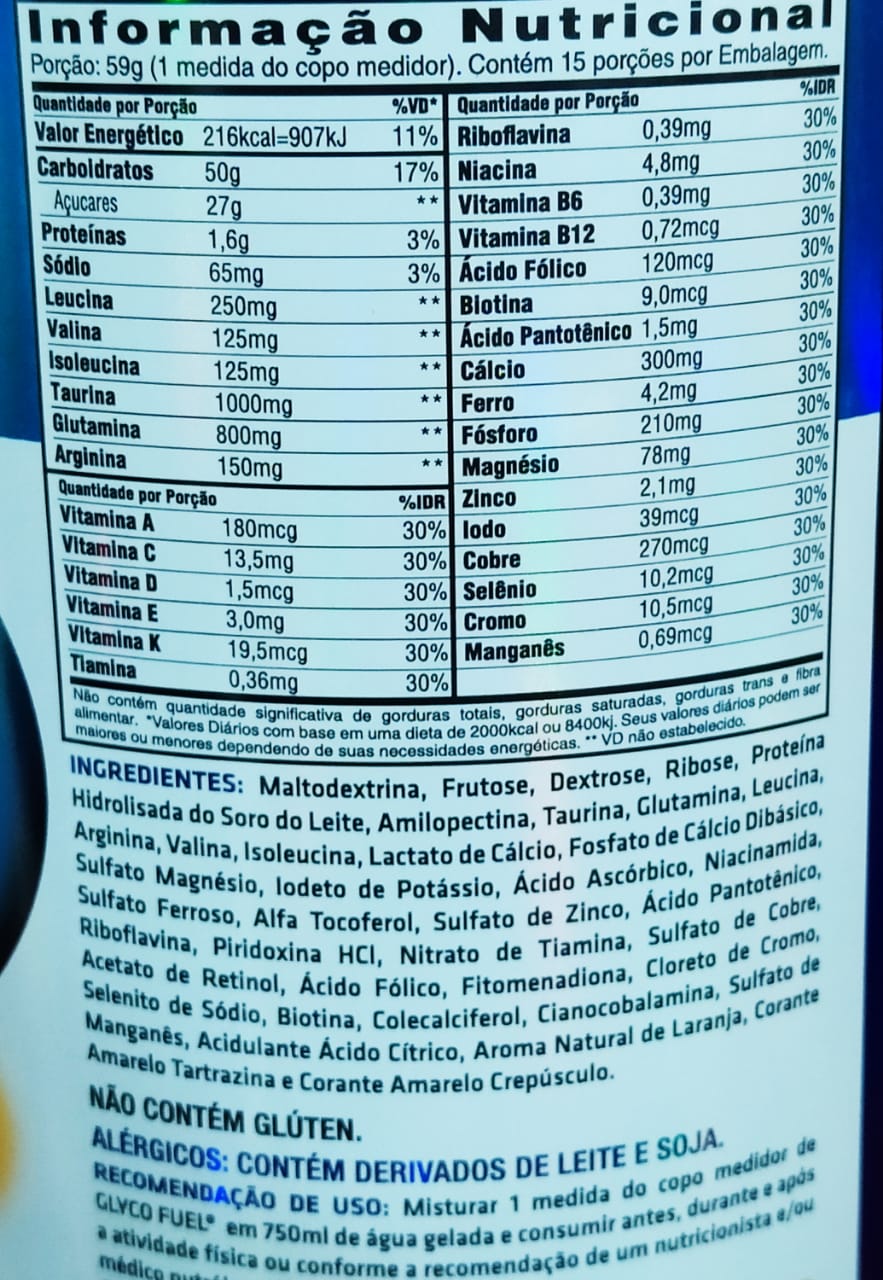 Informação Nutricional
Porção: 59g (1 medida do copo medidor). Contém 15 porções por Embalagem.
Quantidade por Porção %VD*
Valor Energético 216kcal=907kJ 11%
Carboidratos 50g 17%
Açucares 27g **
Proteínas 1,6g 3%
Sódio 65mg 3%
Leucina 250mg **
Valina 125mg **
Isoleucina 125mg **
Taurina 1000mg **
Glutamina 800mg **
Arginina 150mg **
Quantidade por Porção %IDR
Vitamina A 180mcg 30%
Vitamina C 13,5mg 30%
Vitamina D 1,5mcg 30%
Vitamina E 3,0mg 30%
Vitamina K 19,5mcg 30%
Tiamina 0,36mg 30%
Quantidade por Porção %IDR
Riboflavina 0,39mg 30%
Niacina 4,8mg 30%
Vitamina B6 0,39mg 30%
Vitamina B12 0,72mcg 30%
Ácido Fólico 120mcg 30%
Biotina 9,0mcg 30%
Ácido Pantotênico 1,5mg 30%
Cálcio 300mg 30%
Ferro 4,2mg 30%
Fósforo 210mg 30%
Magnésio 78mg 30%
Zinco 2,1mg 30%
Iodo 39mcg 30%
Cobre 270mcg 30%
Selênio 10,2mcg 30%
Cromo 10,5mcg 30%
Manganês 0,69mcg 30%
Não contém quantidade significativa de gorduras totais, gorduras saturadas, gorduras trans e fibra
alimentar. *Valores Diários com base em uma dieta de 2000kcal ou 8400kj. Seus valores diários podem ser
maiores ou menores dependendo de suas necessidades energéticas. ** VD não estabelecido.
INGREDIENTES: Maltodextrina, Frutose, Dextrose, Ribose, Proteína
Hidrolisada do Soro do Leite, Amilopectina, Taurina, Glutamina, Leucina,
Arginina, Valina, Isoleucina, Lactato de Cálcio, Fosfato de Cálcio Dibásico,
Sulfato Magnésio, Iodeto de Potássio, Ácido Ascórbico, Niacinamida,
Sulfato Ferroso, Alfa Tocoferol, Sulfato de Zinco, Ácido Pantotênico,
Riboflavina, Piridoxina HCl, Nitrato de Tiamina, Sulfato de Cobre,
Acetato de Retinol, Ácido Fólico, Fitomenadiona, Cloreto de Cromo,
Selenito de Sódio, Biotina, Colecalciferol, Cianocobalamina, Sulfato de
Manganês, Acidulante Ácido Cítrico, Aroma Natural de Laranja, Corante
Amarelo Tartrazina e Corante Amarelo Crepúsculo.
NÃO CONTÉM GLÚTEN.
ALÉRGICOS: CONTÉM DERIVADOS DE LEITE E SOJA.
RECOMENDAÇÃO DE USO: Misturar 1 medida do copo medidor de
GLYCO FUEL® em 750ml de água gelada e consumir antes, durante e após
a atividade física ou conforme a recomendação de um nutricionista e/ou
médico